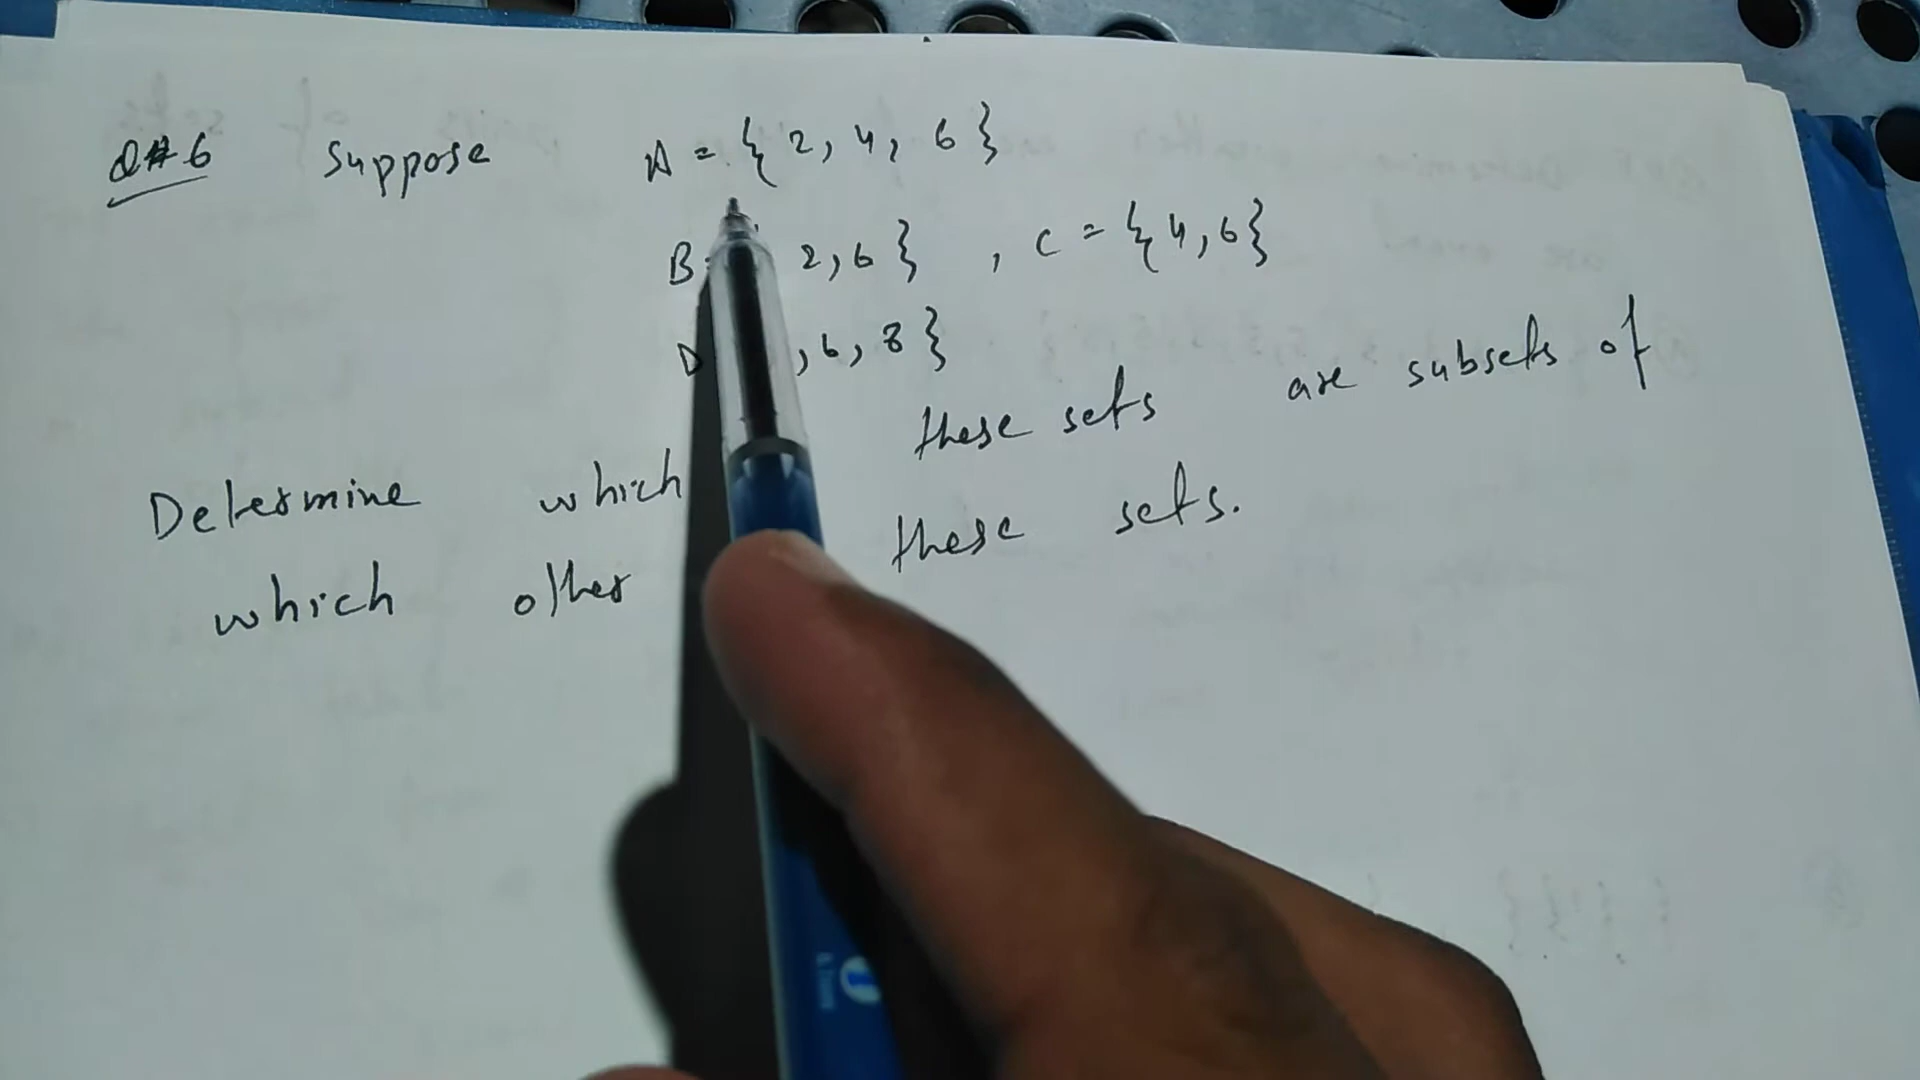 Q#6 Suppose A = { 2, 4, 6 }
B 2, 6 } , C = { 4, 6 }
D , 6, 8 }
Determine which these sets are subsets of
which other these sets.